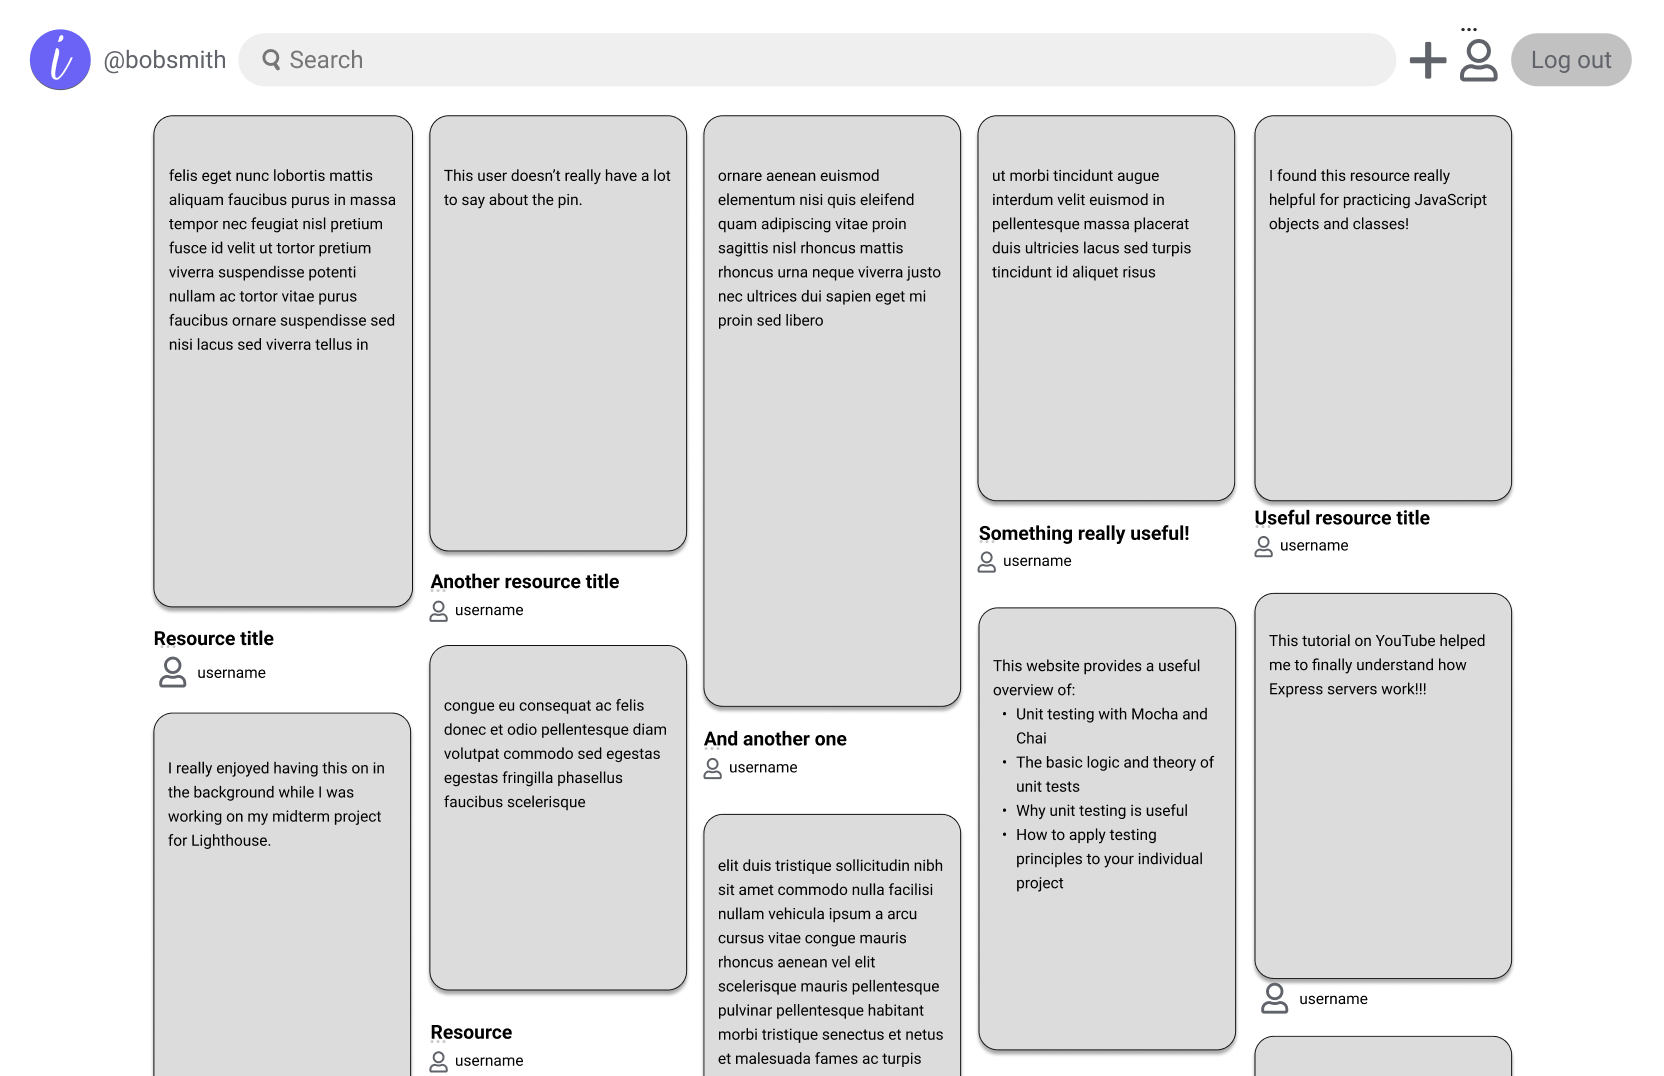 i
@bobsmith
Search
Log out
felis eget nunc lobortis mattis
aliquam faucibus purus in massa
tempor nec feugiat nisl pretium
fusce id velit ut tortor pretium
viverra suspendisse potenti
nullam ac tortor vitae purus
faucibus ornare suspendisse sed
nisi lacus sed viverra tellus in
Resource title
username
I really enjoyed having this on in
the background while I was
working on my midterm project
for Lighthouse.
This user doesn’t really have a lot
to say about the pin.
Another resource title
username
congue eu consequat ac felis
donec et odio pellentesque diam
volutpat commodo sed egestas
egestas fringilla phasellus
faucibus scelerisque
Resource
username
ornare aenean euismod
elementum nisi quis eleifend
quam adipiscing vitae proin
sagittis nisl rhoncus mattis
rhoncus urna neque viverra justo
nec ultrices dui sapien eget mi
proin sed libero
And another one
username
elit duis tristique sollicitudin nibh
sit amet commodo nulla facilisi
nullam vehicula ipsum a arcu
cursus vitae congue mauris
rhoncus aenean vel elit
scelerisque mauris pellentesque
pulvinar pellentesque habitant
morbi tristique senectus et netus
et malesuada fames ac turpis
ut morbi tincidunt augue
interdum velit euismod in
pellentesque massa placerat
duis ultricies lacus sed turpis
tincidunt id aliquet risus
Something really useful!
username
This website provides a useful
overview of:
• Unit testing with Mocha and
Chai
• The basic logic and theory of
unit tests
• Why unit testing is useful
• How to apply testing
principles to your individual
project
I found this resource really
helpful for practicing JavaScript
objects and classes!
Useful resource title
username
This tutorial on YouTube helped
me to finally understand how
Express servers work!!!
username